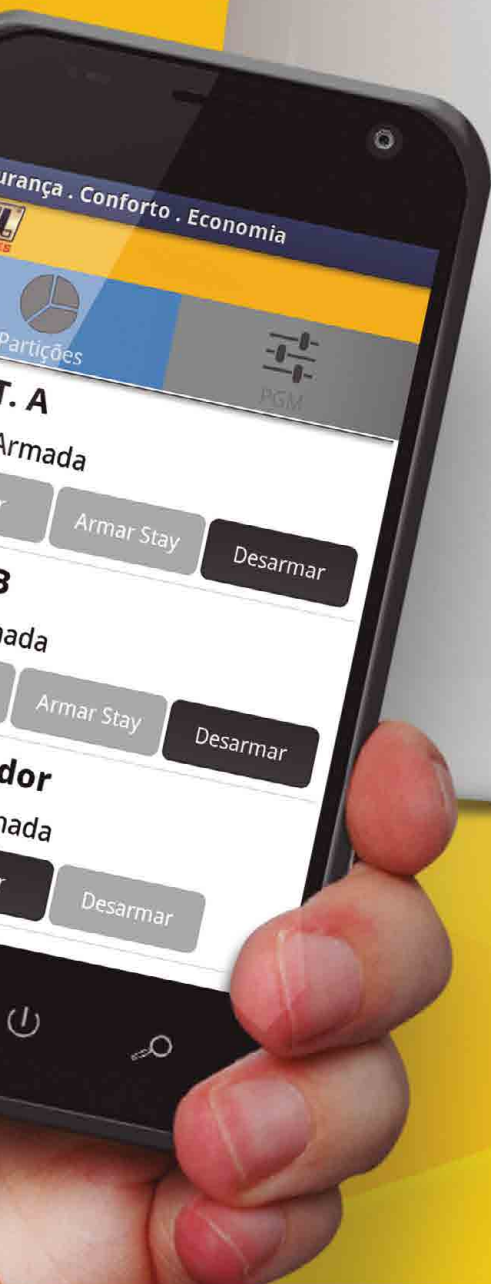 urança . Conforto . Economia
Partições
PGM
T. A
Armada
r
Armar Stay
Desarmar
B
nada
Armar Stay
Desarmar
dor
nada
r
Desarmar